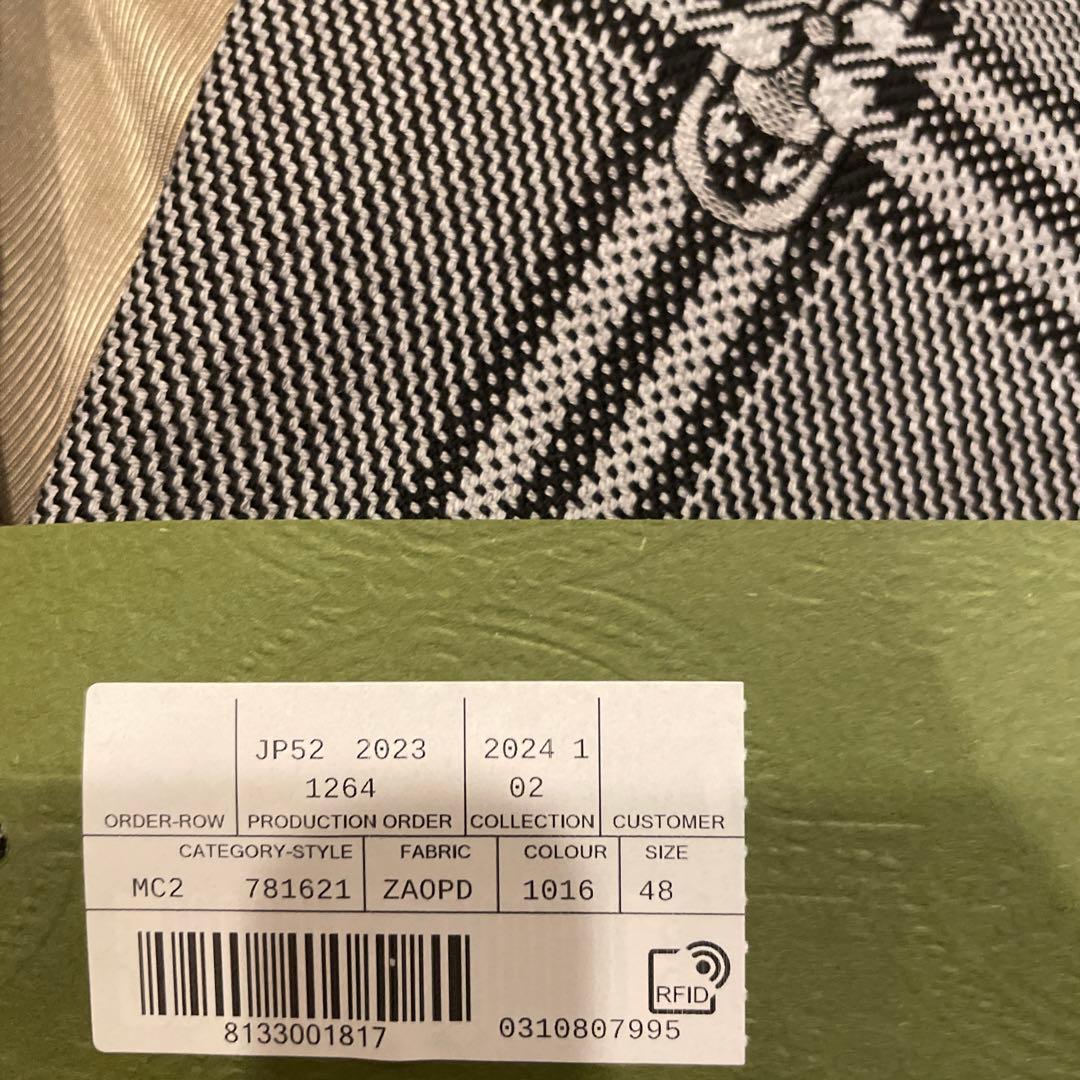 JP52 2023 2024 1
1264 02
ORDER-ROW PRODUCTION ORDER COLLECTION CUSTOMER
CATEGORY-STYLE FABRIC COLOUR SIZE
MC2 781621 ZAOPD 1016 48
RFID
8133001817 0310807995